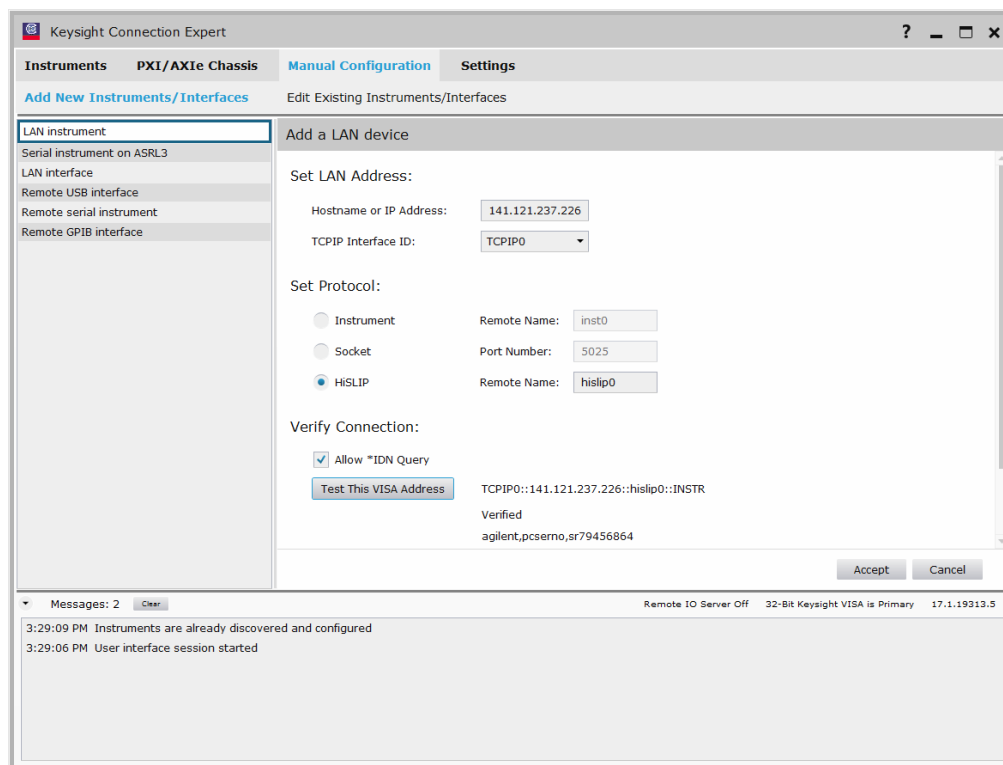 Keysight Connection Expert
Instruments PXI/AXIe Chassis Manual Configuration Settings
Add New Instruments/Interfaces Edit Existing Instruments/Interfaces
LAN instrument
Serial instrument on ASRL3
LAN interface
Remote USB interface
Remote serial instrument
Remote GPIB interface
Add a LAN device
Set LAN Address:
Hostname or IP Address: 141.121.237.226
TCPIP Interface ID: TCPIP0
Set Protocol:
Instrument Remote Name: inst0
Socket Port Number: 5025
HiSLIP Remote Name: hislip0
Verify Connection:
Allow *IDN Query
Test This VISA Address TCPIP0::141.121.237.226::hislip0::INSTR
Verified
agilent,pcserno,sr79456864
Accept Cancel
Messages: 2 Clear Remote IO Server Off 32-Bit Keysight VISA is Primary 17.1.19313.5
3:29:09 PM Instruments are already discovered and configured
3:29:06 PM User interface session started